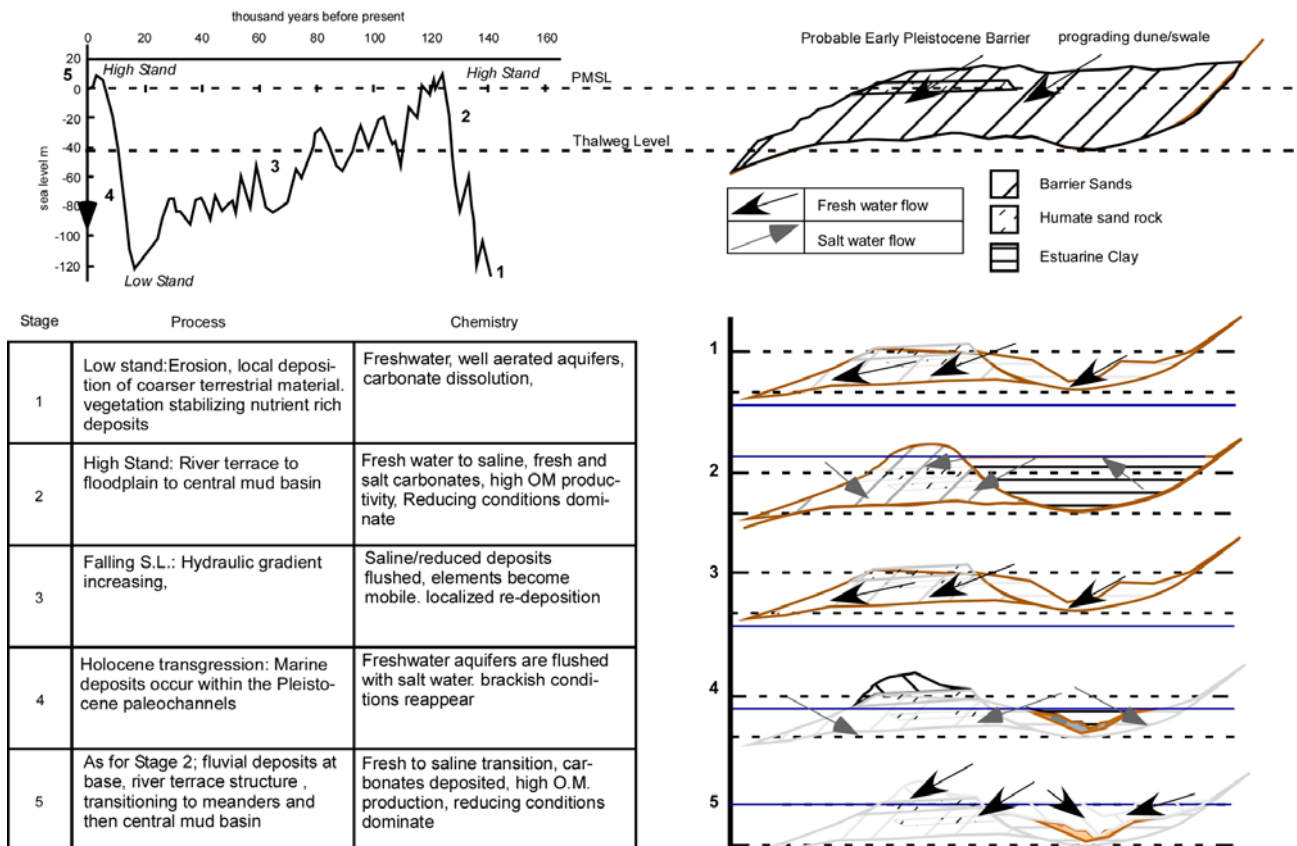 thousand years before present
0 20 40 60 80 100 120 140 160
20
0
-20
-40
-60
-80
-100
-120
sea level m
5
High Stand
High Stand
2
3
4
1
Low Stand
PMSL
Thalweg Level
Probable Early Pleistocene Barrier
prograding dune/swale
Fresh water flow
Salt water flow
Barrier Sands
Humate sand rock
Estuarine Clay
Stage Process Chemistry
1
Low stand:Erosion, local deposi-
tion of coarser terrestrial material.
vegetation stabilizing nutrient rich
deposits
Freshwater, well aerated aquifers,
carbonate dissolution,
2
High Stand: River terrace to
floodplain to central mud basin
Fresh water to saline, fresh and
salt carbonates, high OM produc-
tivity, Reducing conditions domi-
nate
3
Falling S.L.: Hydraulic gradient
increasing,
Saline/reduced deposits
flushed, elements become
mobile. localized re-deposition
4
Holocene transgression: Marine
deposits occur within the Pleisto-
cene paleochannels
Freshwater aquifers are flushed
with salt water. brackish condi-
tions reappear
5
As for Stage 2; fluvial deposits at
base, river terrace structure ,
transitioning to meanders and
then central mud basin
Fresh to saline transition, car-
bonates deposited, high O.M.
production, reducing conditions
dominate
1
2
3
4
5